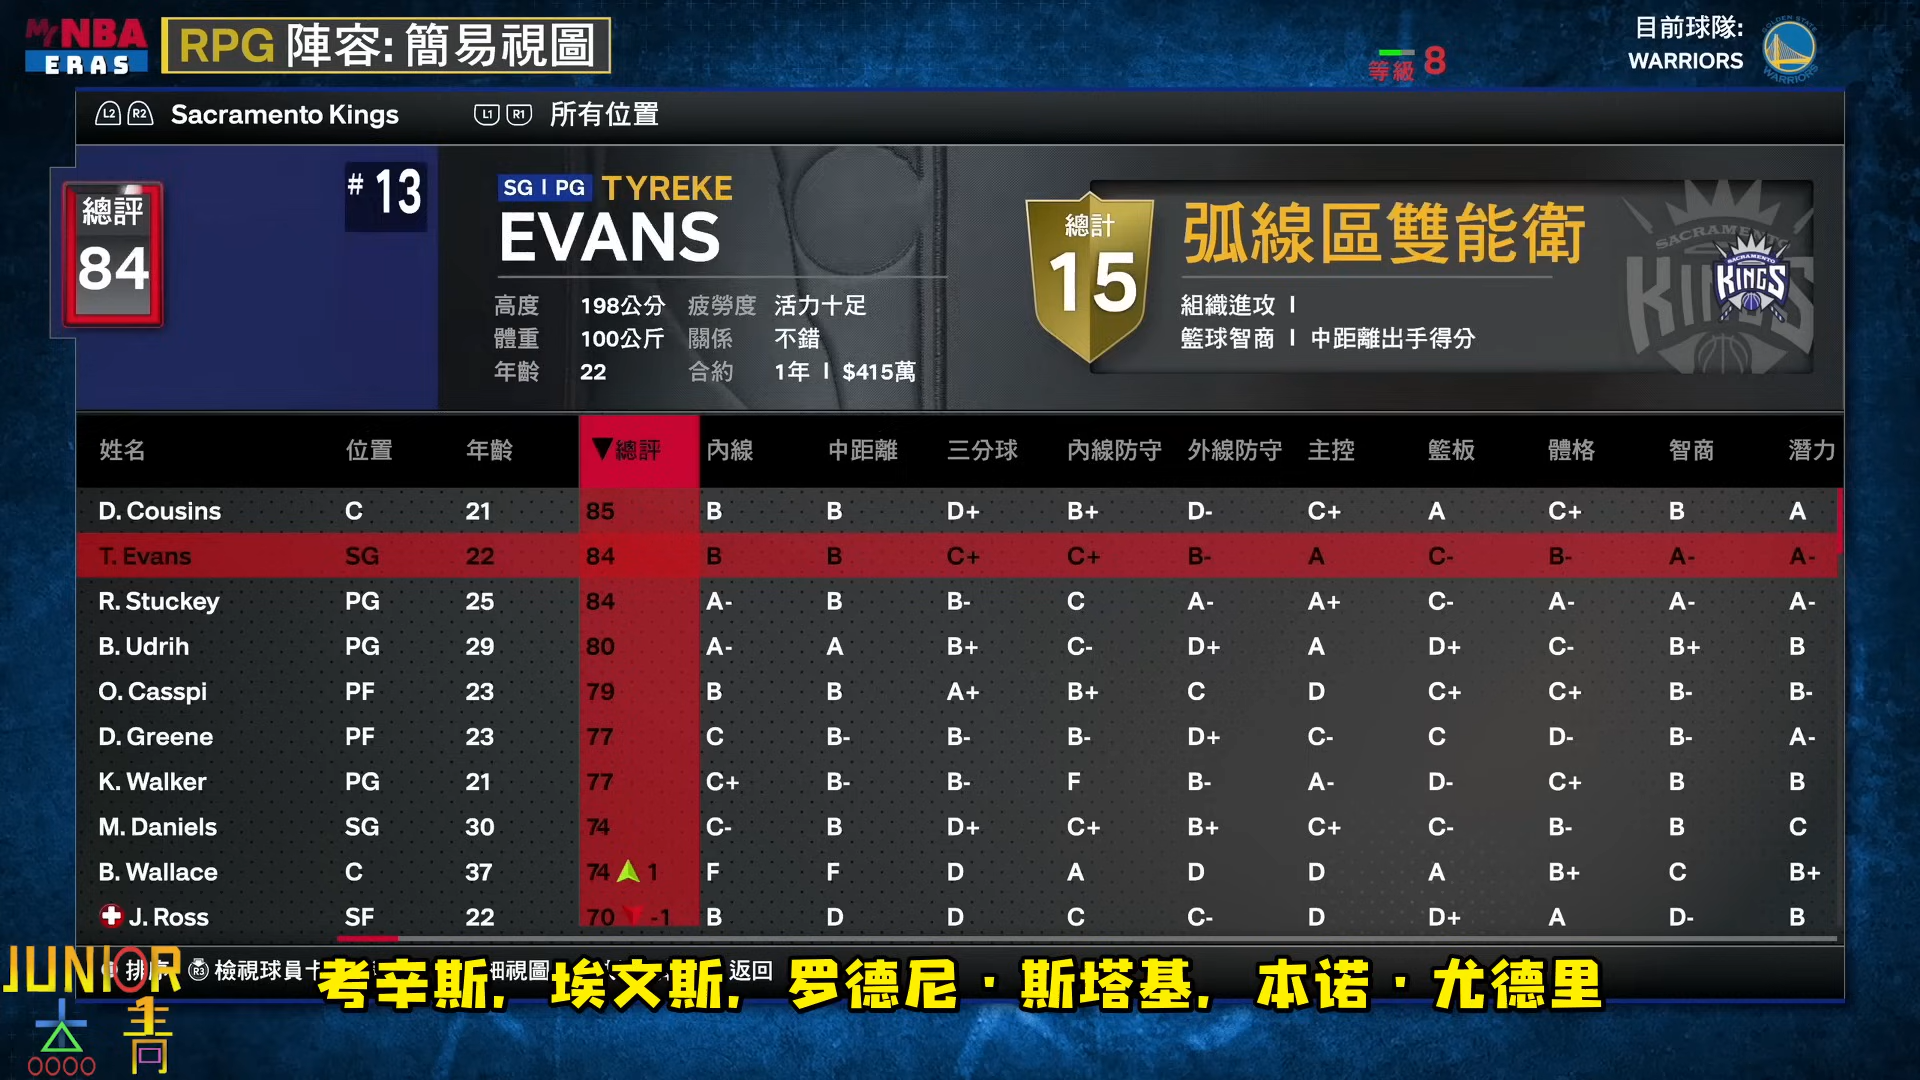 MyNBA ERAS
RPG 陣容: 簡易視圖
等級 8
目前球隊:
WARRIORS
L2 R2 Sacramento Kings L1 R1 所有位置
總評
84
#13
SG | PG TYREKE
EVANS
高度 198公分 疲勞度 活力十足
體重 100公斤 關係 不錯
年齡 22 合約 1年 | $415萬
總計
15
弧線區雙能衛
組織進攻 |
籃球智商 | 中距離出手得分
SACRAMENTO KINGS
姓名 位置 年齡 ▼總評 內線 中距離 三分球 內線防守 外線防守 主控 籃板 體格 智商 潛力
D. Cousins C 21 85 B B D+ B+ D- C+ A C+ B A
T. Evans SG 22 84 B B C+ C+ B- A C- B- A- A-
R. Stuckey PG 25 84 A- B B- C A- A+ C- A- A- A-
B. Udrih PG 29 80 A- A B+ C- D+ A D+ C- B+ B
O. Casspi PF 23 79 B B A+ B+ C D C+ C+ B- B-
D. Greene PF 23 77 C B- B- B- D+ C- C D- B- A-
K. Walker PG 21 77 C+ B- B- F B- A- D- C+ B B
M. Daniels SG 30 74 C- B D+ C+ B+ C+ C- B- B C
B. Wallace C 37 74 1 F F D A D D A B+ C B+
J. Ross SF 22 70 -1 B D D C C- D D+ A D- B
JUNIOR
排序 R3 檢視球員卡 細視圖 返回
考辛斯, 埃文斯, 罗德尼·斯塔基, 本诺·尤德里